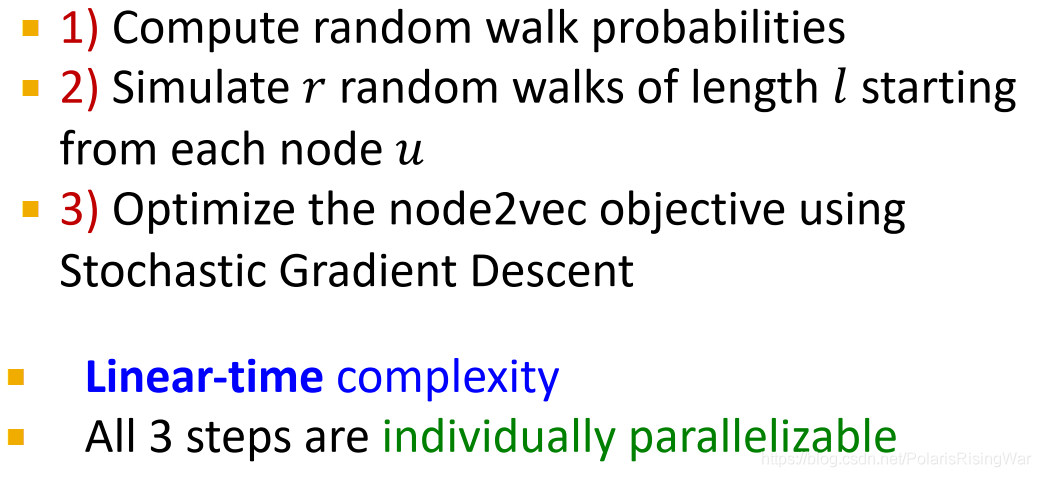 1) Compute random walk probabilities
2) Simulate r random walks of length l starting
from each node u
3) Optimize the node2vec objective using
Stochastic Gradient Descent
Linear-time complexity
All 3 steps are individually parallelizable
https://blog.csdn.net/PolarisRisingWar